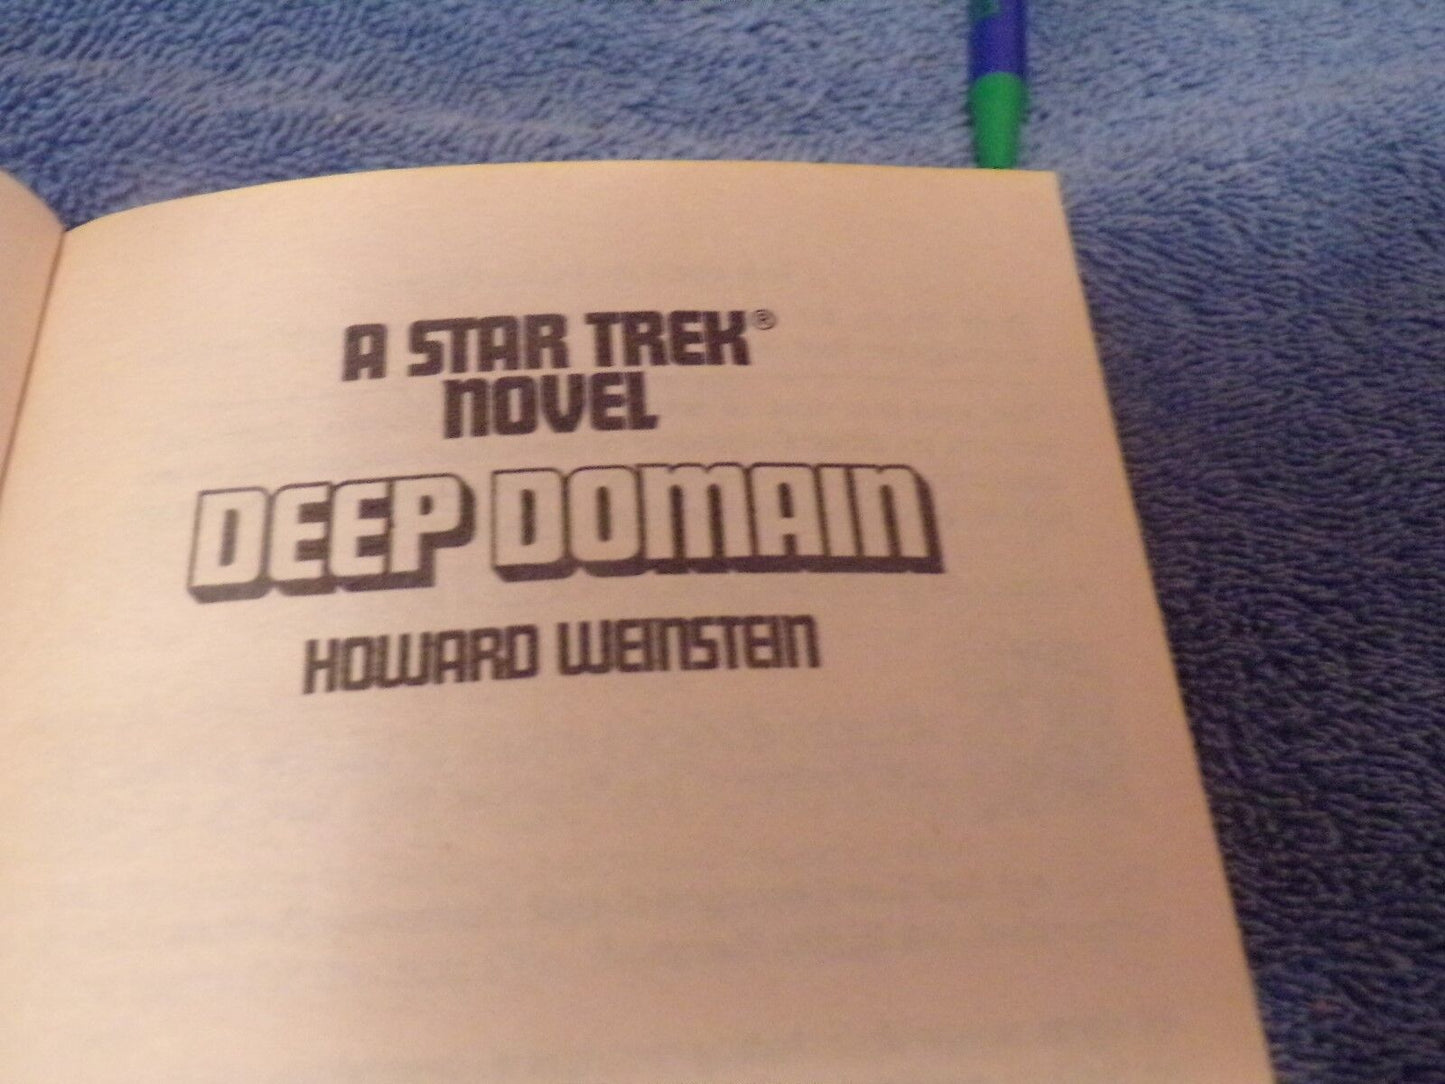 A STAR TREK®
NOVEL
DEEP DOMAIN
HOWARD WEINSTEIN